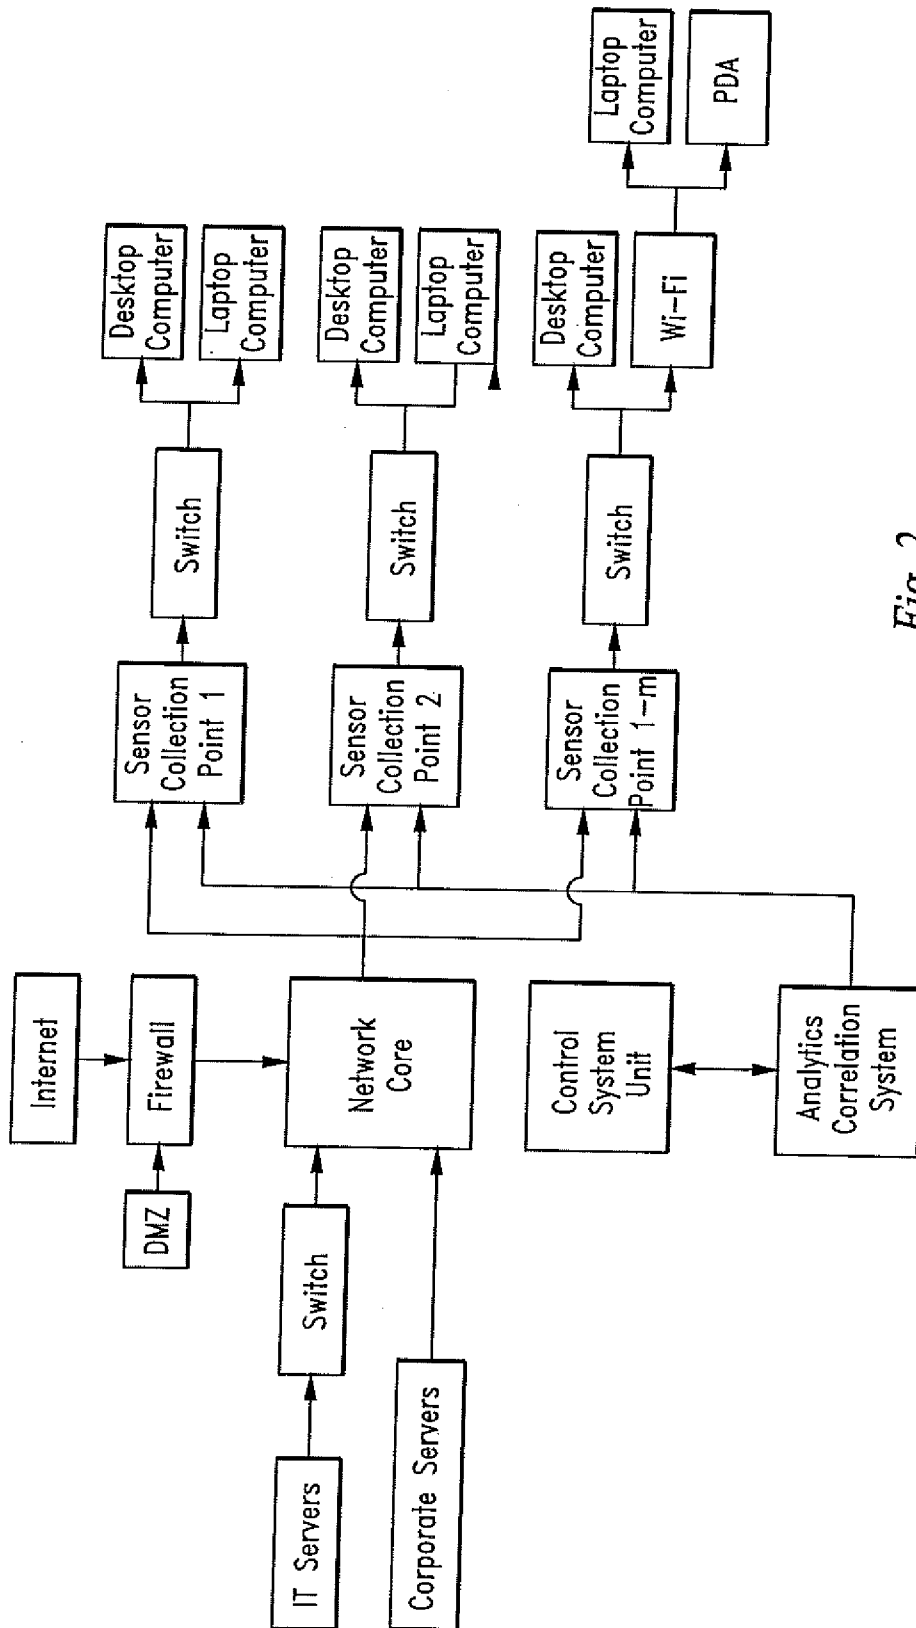 Internet
DMZ
Firewall
IT Servers
Switch
Network
Core
Corporate Servers
Control
System
Unit
Analytics
Correlation
System
Sensor
Collection
Point 1
Switch
Desktop
Computer
Laptop
Computer
Sensor
Collection
Point 2
Switch
Desktop
Computer
Laptop
Computer
Sensor
Collection
Point 1-m
Switch
Desktop
Computer
Wi-Fi
Laptop
Computer
PDA
Fig. 2